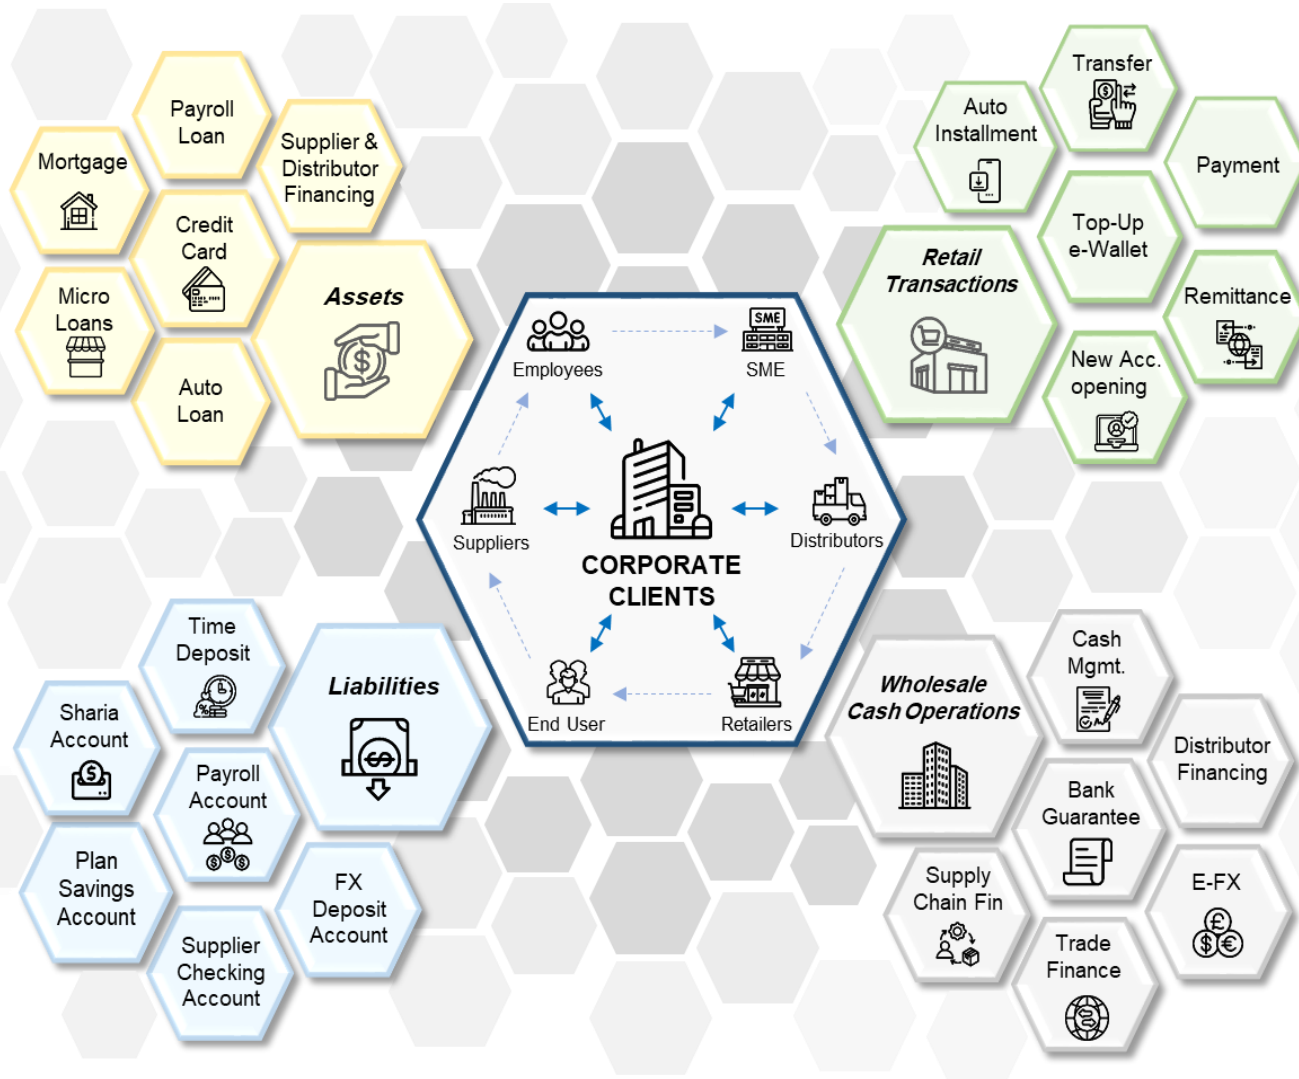 Payroll
Loan
Supplier &
Distributor
Financing
Mortgage
Credit
Card
Micro
Loans
Auto
Loan
Assets
Transfer
Auto
Installment
Payment
Top-Up
e-Wallet
Retail
Transactions
Remittance
New Acc.
opening
SME
Employees
SME
Suppliers
Distributors
CORPORATE
CLIENTS
End User
Retailers
Time
Deposit
Liabilities
Sharia
Account
Payroll
Account
Plan
Savings
Account
FX
Deposit
Account
Supplier
Checking
Account
Cash
Mgmt.
Wholesale
Cash Operations
Distributor
Financing
Bank
Guarantee
Supply
Chain Fin
E-FX
Trade
Finance